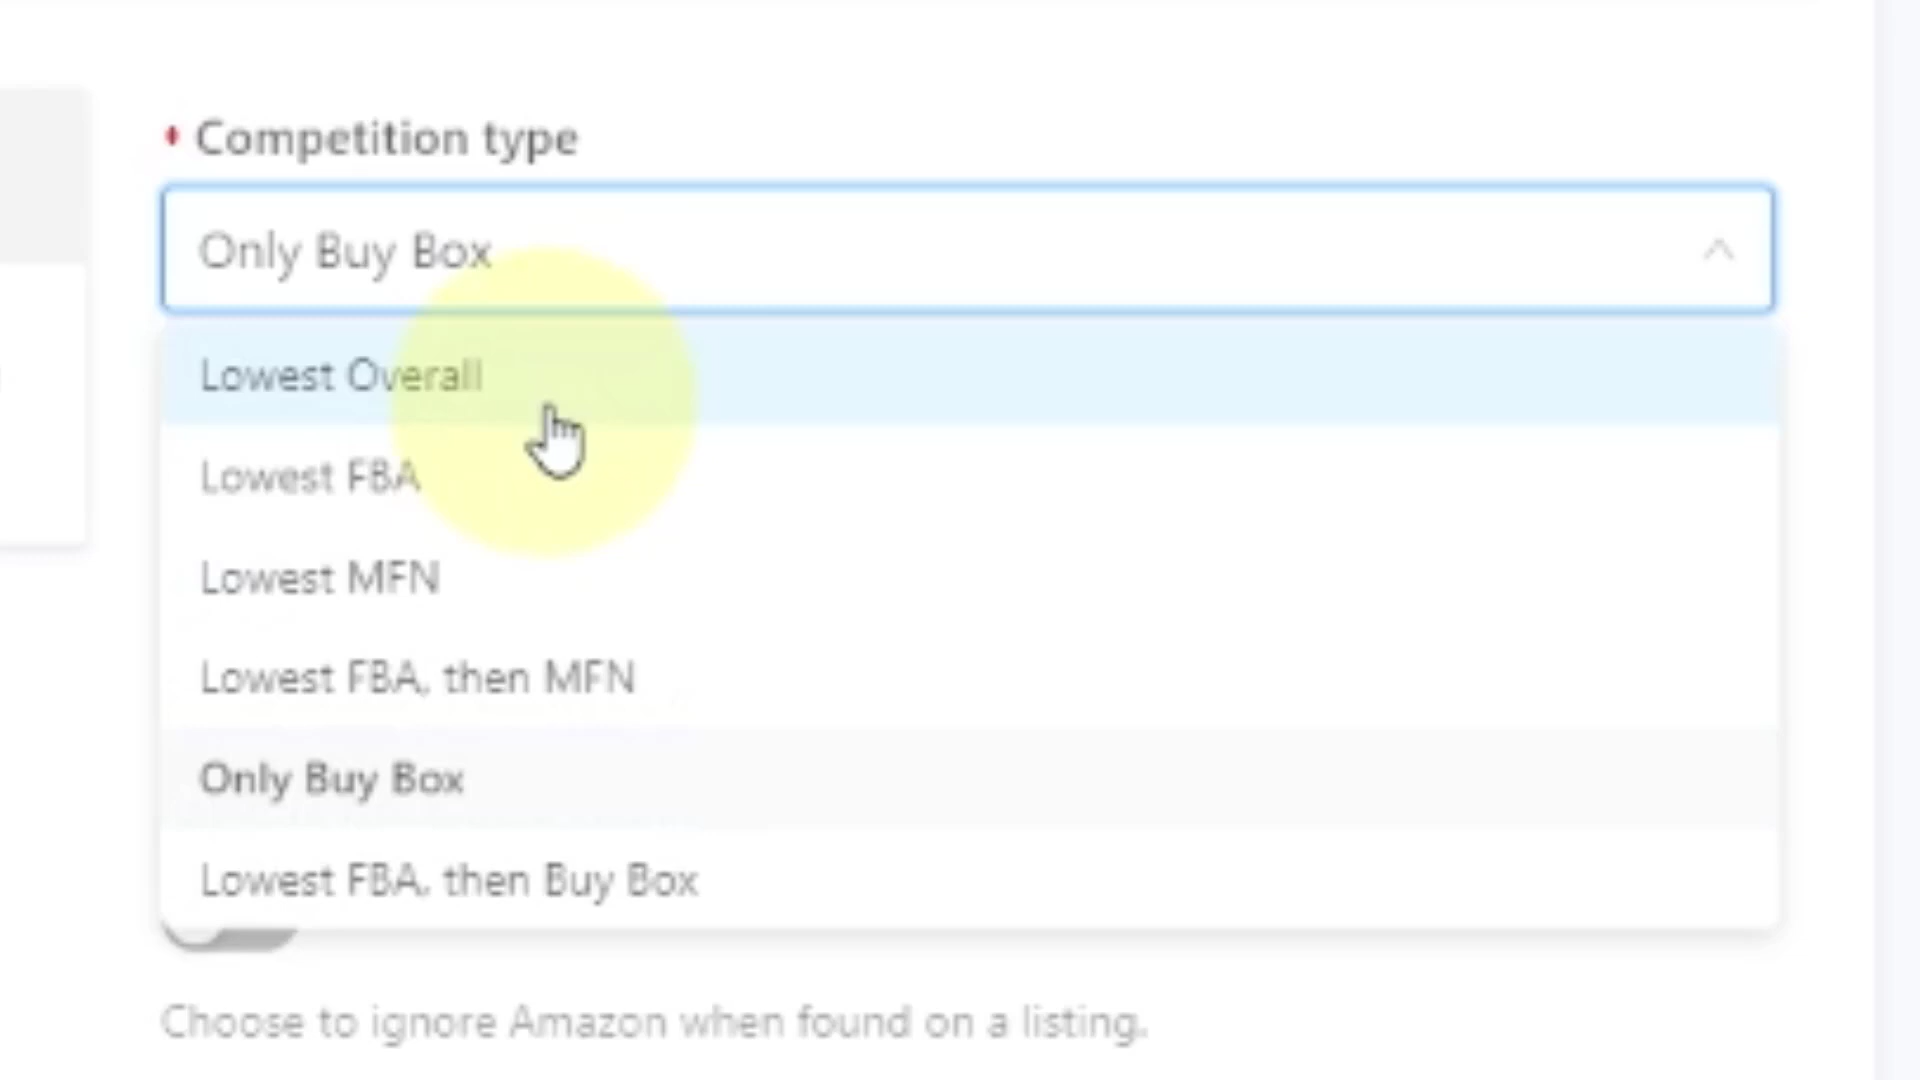 Competition type
Only Buy Box
Lowest Overall
Lowest FBA
Lowest MFN
Lowest FBA, then MFN
Only Buy Box
Lowest FBA, then Buy Box
Choose to ignore Amazon when found on a listing.